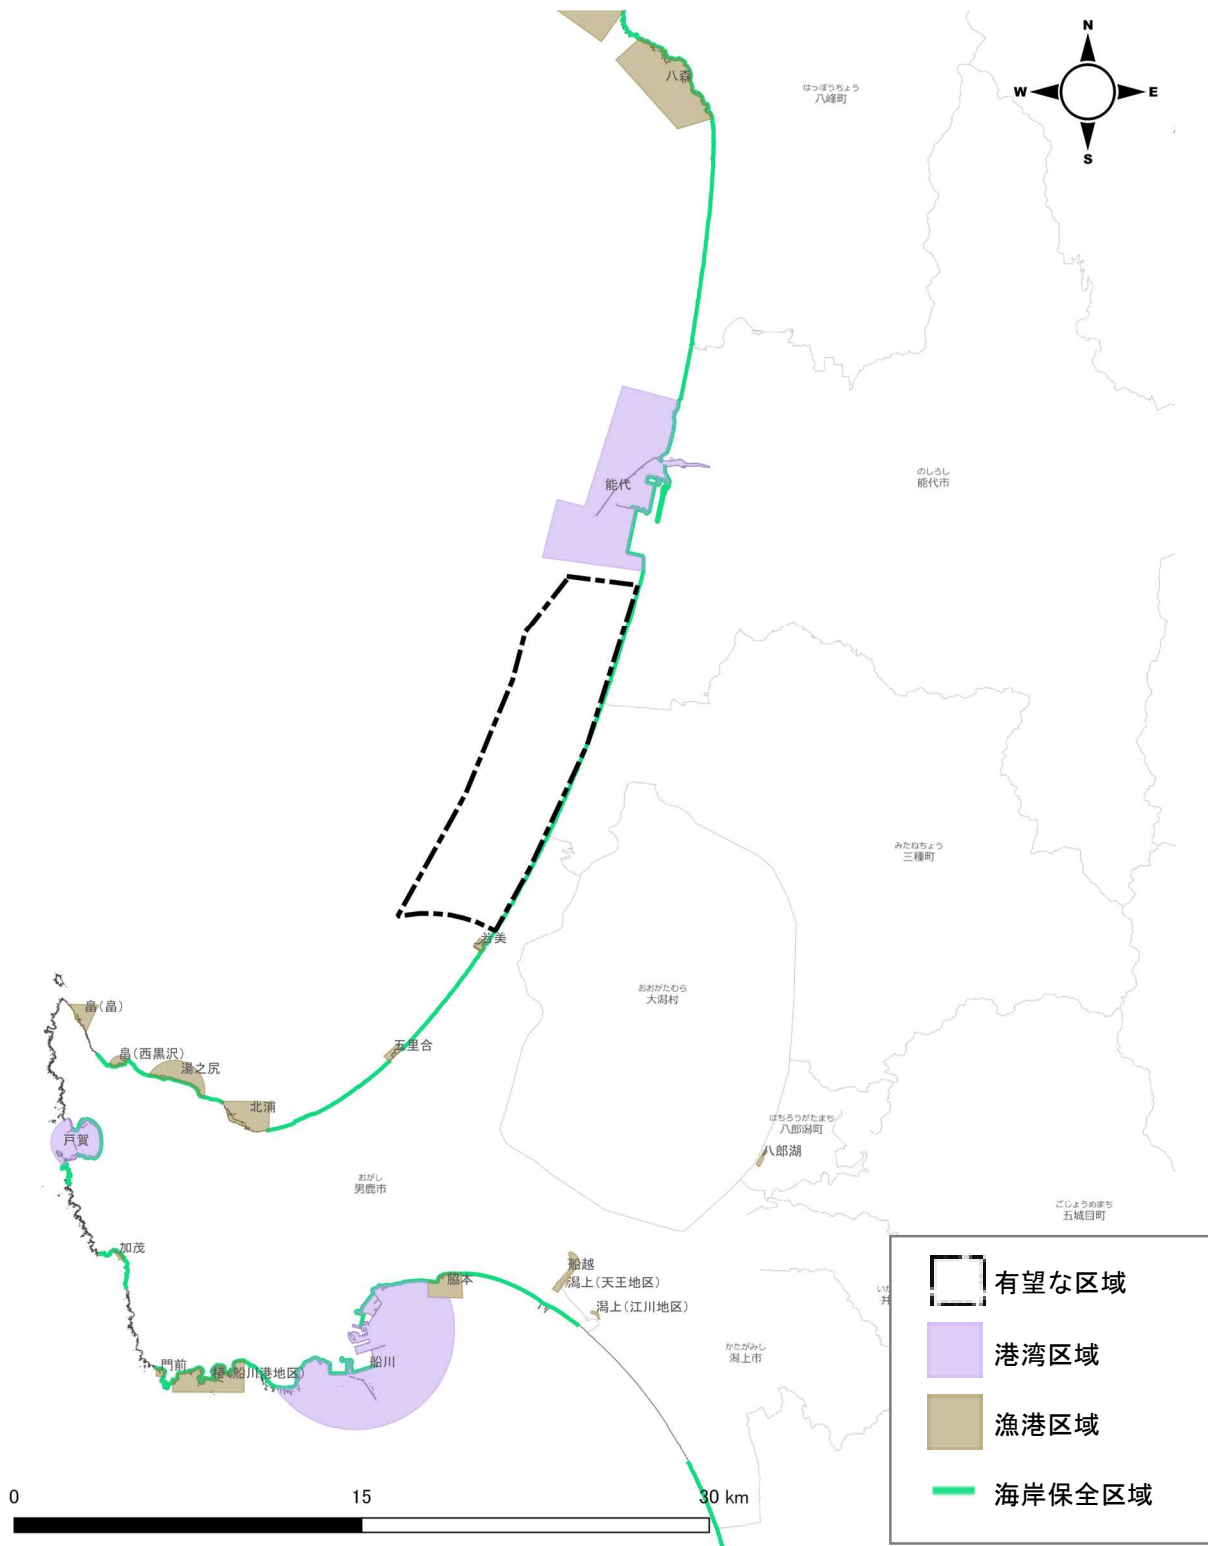 N
W
E
S
八森
はっぽうちょう
八峰町
能代
のしろし
能代市
みたねちょう
三種町
若美
おおがたむら
大潟村
畠(畠)
畠(西黒沢)
湯之尻
五里合
北浦
戸賀
はちろうがたまち
八郎潟町
八郎湖
おがし
男鹿市
ごじょうめまち
五城目町
加茂
船越
脇本
潟上(天王地区)
潟上(江川地区)
門前
椿(船川港地区)
船川
かたがみし
潟上市
いか
井
有望な区域
港湾区域
漁港区域
海岸保全区域
0
15
30 km